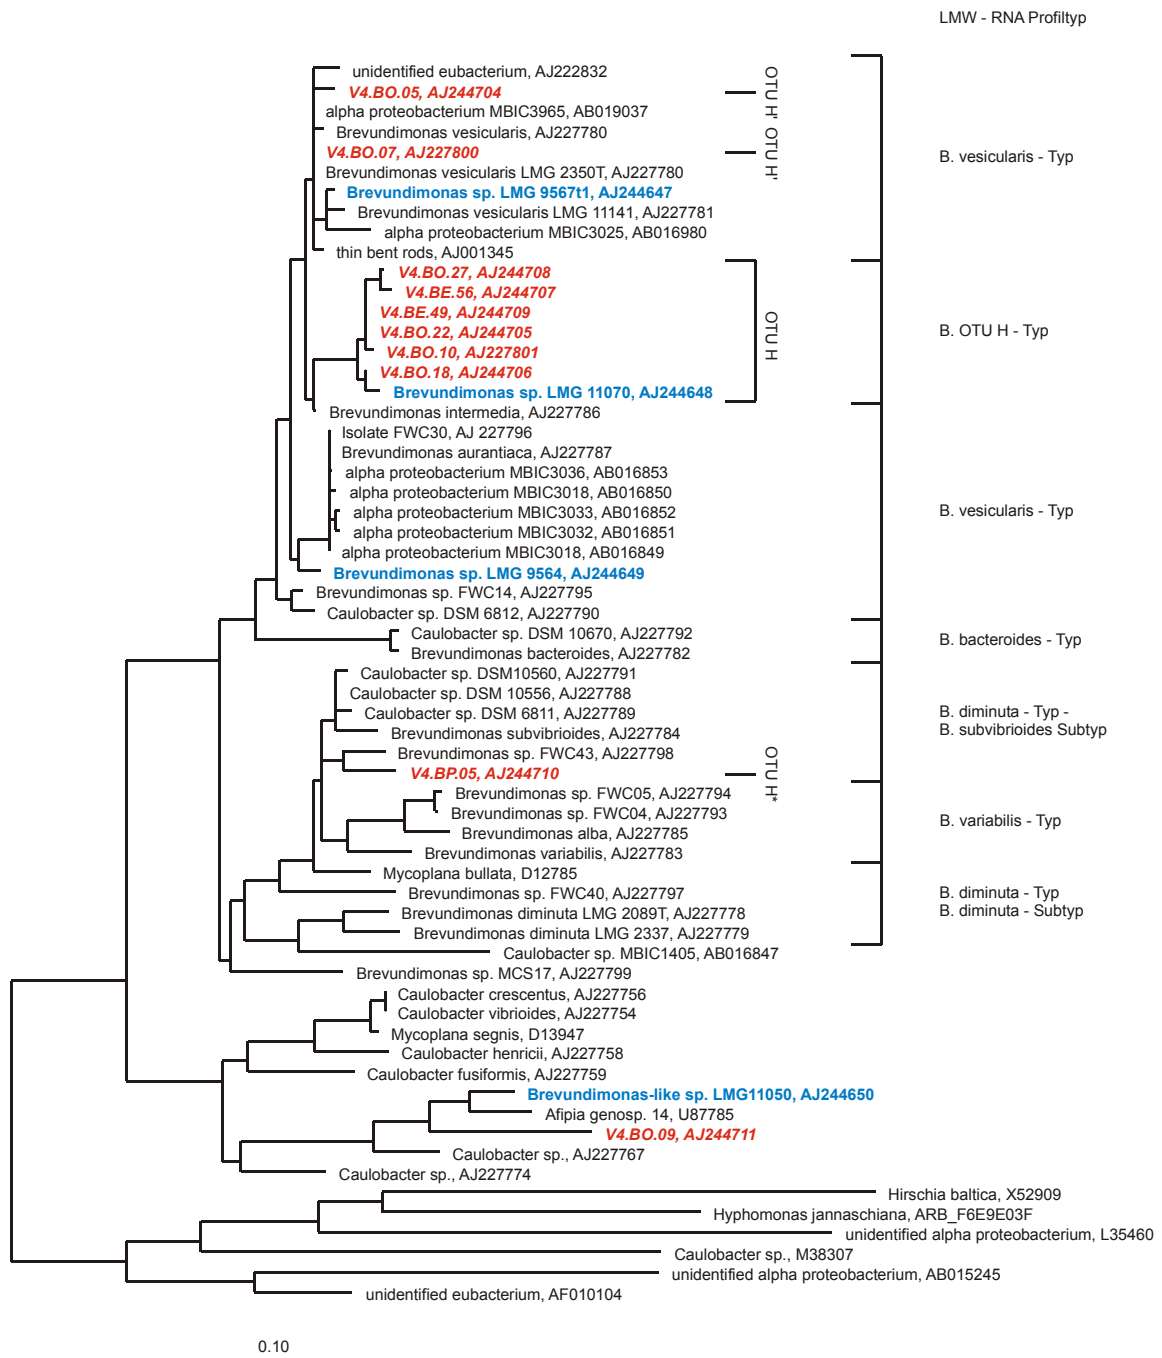 LMW - RNA Profiltyp
unidentified eubacterium, AJ222832
V4.BO.05, AJ244704
OTU H'
alpha proteobacterium MBIC3965, AB019037
Brevundimonas vesicularis, AJ227780
V4.BO.07, AJ227800
OTU H'
B. vesicularis - Typ
Brevundimonas vesicularis LMG 2350T, AJ227780
Brevundimonas sp. LMG 9567t1, AJ244647
Brevundimonas vesicularis LMG 11141, AJ227781
alpha proteobacterium MBIC3025, AB016980
thin bent rods, AJ001345
V4.BO.27, AJ244708
V4.BE.56, AJ244707
V4.BE.49, AJ244709
V4.BO.22, AJ244705
OTU H
B. OTU H - Typ
V4.BO.10, AJ227801
V4.BO.18, AJ244706
Brevundimonas sp. LMG 11070, AJ244648
Brevundimonas intermedia, AJ227786
Isolate FWC30, AJ 227796
Brevundimonas aurantiaca, AJ227787
alpha proteobacterium MBIC3036, AB016853
alpha proteobacterium MBIC3018, AB016850
alpha proteobacterium MBIC3033, AB016852
B. vesicularis - Typ
alpha proteobacterium MBIC3032, AB016851
alpha proteobacterium MBIC3018, AB016849
Brevundimonas sp. LMG 9564, AJ244649
Brevundimonas sp. FWC14, AJ227795
Caulobacter sp. DSM 6812, AJ227790
Caulobacter sp. DSM 10670, AJ227792
B. bacteroides - Typ
Brevundimonas bacteroides, AJ227782
Caulobacter sp. DSM10560, AJ227791
Caulobacter sp. DSM 10556, AJ227788
Caulobacter sp. DSM 6811, AJ227789
B. diminuta - Typ -
B. subvibrioides Subtyp
Brevundimonas subvibrioides, AJ227784
Brevundimonas sp. FWC43, AJ227798
V4.BP.05, AJ244710
OTU H*
Brevundimonas sp. FWC05, AJ227794
Brevundimonas sp. FWC04, AJ227793
B. variabilis - Typ
Brevundimonas alba, AJ227785
Brevundimonas variabilis, AJ227783
Mycoplana bullata, D12785
Brevundimonas sp. FWC40, AJ227797
B. diminuta - Typ
B. diminuta - Subtyp
Brevundimonas diminuta LMG 2089T, AJ227778
Brevundimonas diminuta LMG 2337, AJ227779
Caulobacter sp. MBIC1405, AB016847
Brevundimonas sp. MCS17, AJ227799
Caulobacter crescentus, AJ227756
Caulobacter vibrioides, AJ227754
Mycoplana segnis, D13947
Caulobacter henricii, AJ227758
Caulobacter fusiformis, AJ227759
Brevundimonas-like sp. LMG11050, AJ244650
Afipia genosp. 14, U87785
V4.BO.09, AJ244711
Caulobacter sp., AJ227767
Caulobacter sp., AJ227774
Hirschia baltica, X52909
Hyphomonas jannaschiana, ARB_F6E9E03F
unidentified alpha proteobacterium, L35460
Caulobacter sp., M38307
unidentified alpha proteobacterium, AB015245
unidentified eubacterium, AF010104
0.10